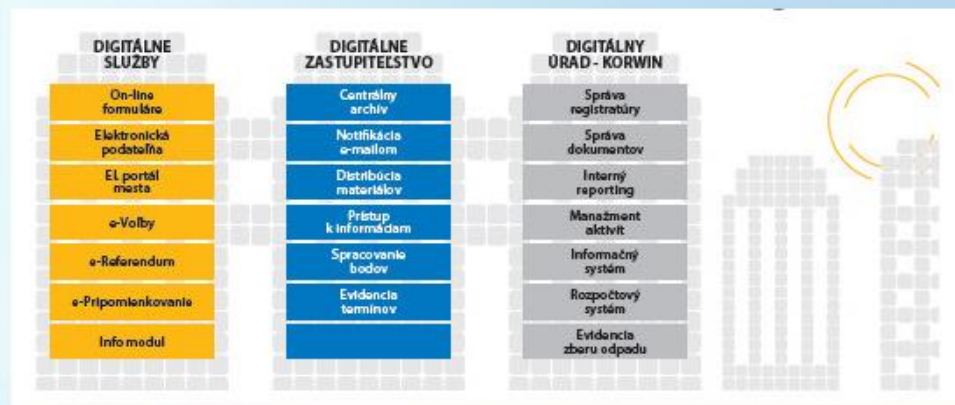 DIGITÁLNE
SLUŽBY
On-line
formuláre
Elektronická
podateľňa
El. portál
mesta
e-Voľby
e-Referendum
e-Pripomienkovanie
Info modul
DIGITÁLNE
ZASTUPITEĽSTVO
Centrálny
archív
Notifikácia
e-mailom
Distribúcia
materiálov
Prístup
k informáciam
Spracovanie
bodov
Evidencia
termínov
DIGITÁLNY
ÚRAD - KORWIN
Správa
registratúry
Správa
dokumentov
Interný
reporting
Manažment
aktivít
Informačný
systém
Rozpočtový
systém
Evidencia
zberu odpadu